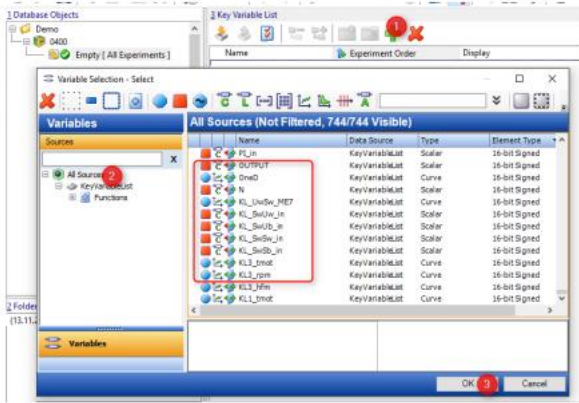 1 Database Objects
3 Key Variable List
Demo
0400
Empty [ All Experiments ]
1
Name
Experiment Order
Display
Variable Selection - Select
Variables
All Sources (Not Filtered, 744/744 Visible)
Sources
X
2
All Sources
KeyVariableList
Functions
Name Data Source Type Element Type
PI_in KeyVariableList Scalar 16-bit Signed
OUTPUT KeyVariableList Scalar 16-bit Signed
OneD KeyVariableList Curve 16-bit Signed
N KeyVariableList Scalar 16-bit Signed
KL_UwSw_ME7 KeyVariableList Curve 16-bit Signed
KL_SwUw_in KeyVariableList Scalar 16-bit Signed
KL_SwUb_in KeyVariableList Scalar 16-bit Signed
KL_SwSw_in KeyVariableList Scalar 16-bit Signed
KL_SwSb_in KeyVariableList Scalar 16-bit Signed
KL3_tmot KeyVariableList Curve 16-bit Signed
KL3_rpm KeyVariableList Curve 16-bit Signed
KL3_hfm KeyVariableList Curve 16-bit Signed
KL1_tmot KeyVariableList Curve 16-bit Signed
2 Folder
(13.11.2
Variables
OK
3
Cancel